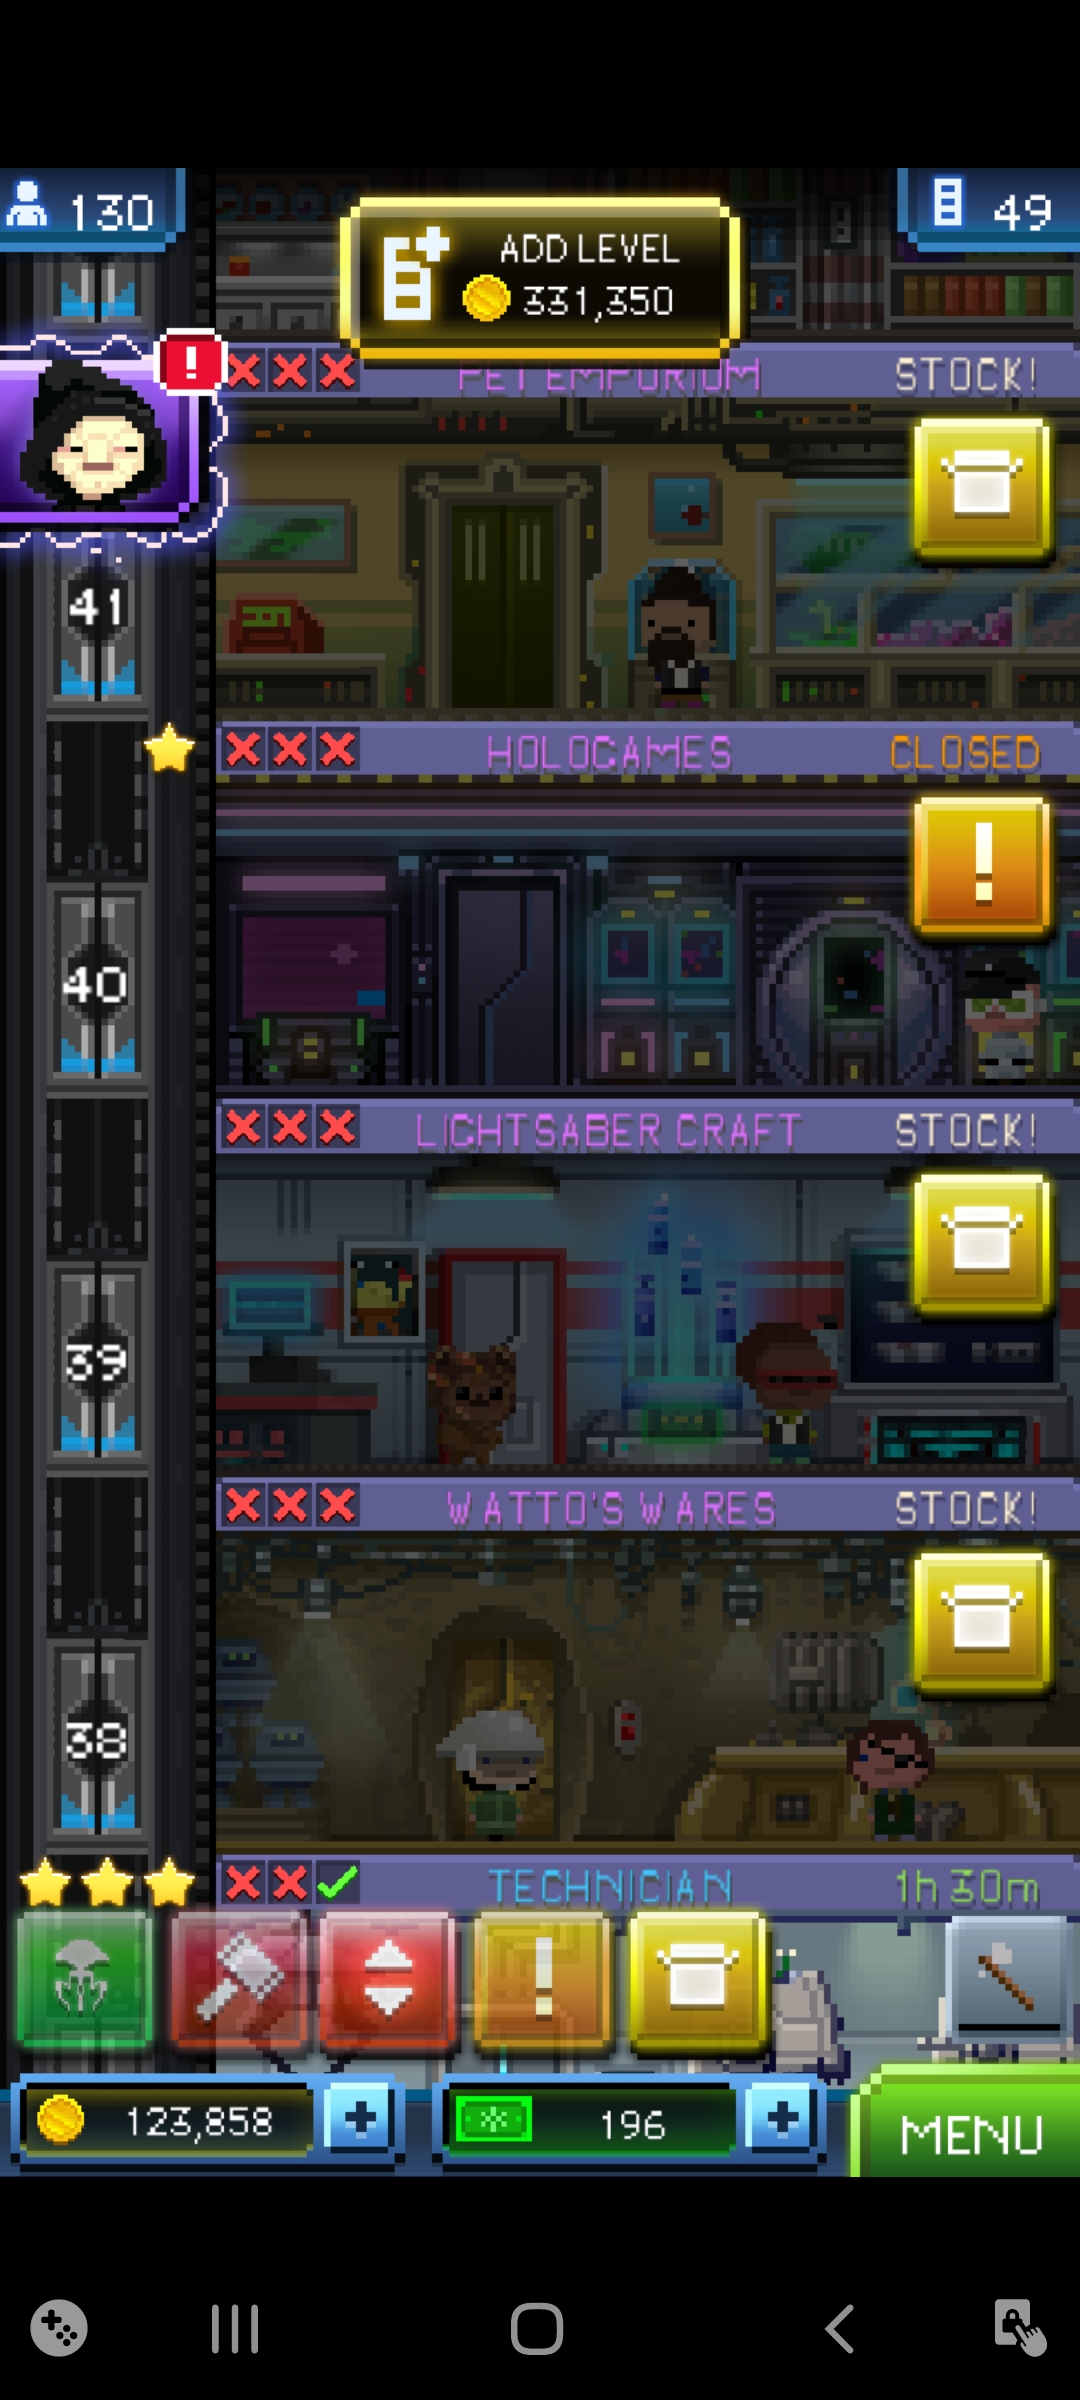 130
ADD LEVEL
331,350
49
!
PET EMPORIUM
STOCK!
41
HOLOGAMES
CLOSED
!
40
LIGHTSABER CRAFT
STOCK!
39
WATTO'S WARES
STOCK!
38
TECHNICIAN
1h 30m
!
123,858
196
MENU